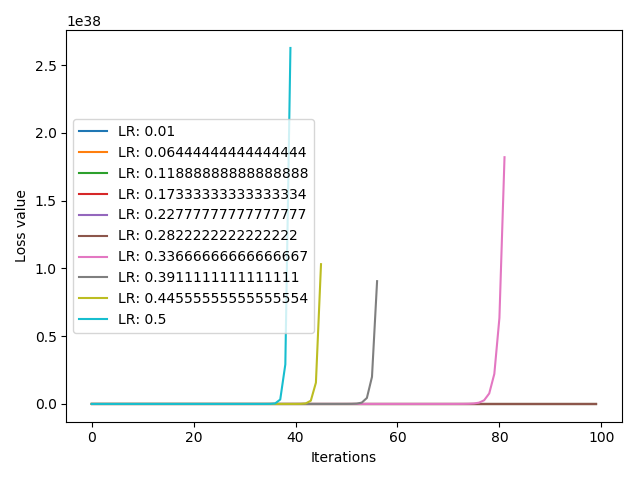 1e38
2.5
2.0
1.5
1.0
0.5
0.0
Loss value
LR: 0.01
LR: 0.06444444444444444
LR: 0.11888888888888888
LR: 0.17333333333333334
LR: 0.22777777777777777
LR: 0.2822222222222222
LR: 0.33666666666666667
LR: 0.3911111111111111
LR: 0.44555555555555554
LR: 0.5
0
20
40
60
80
100
Iterations